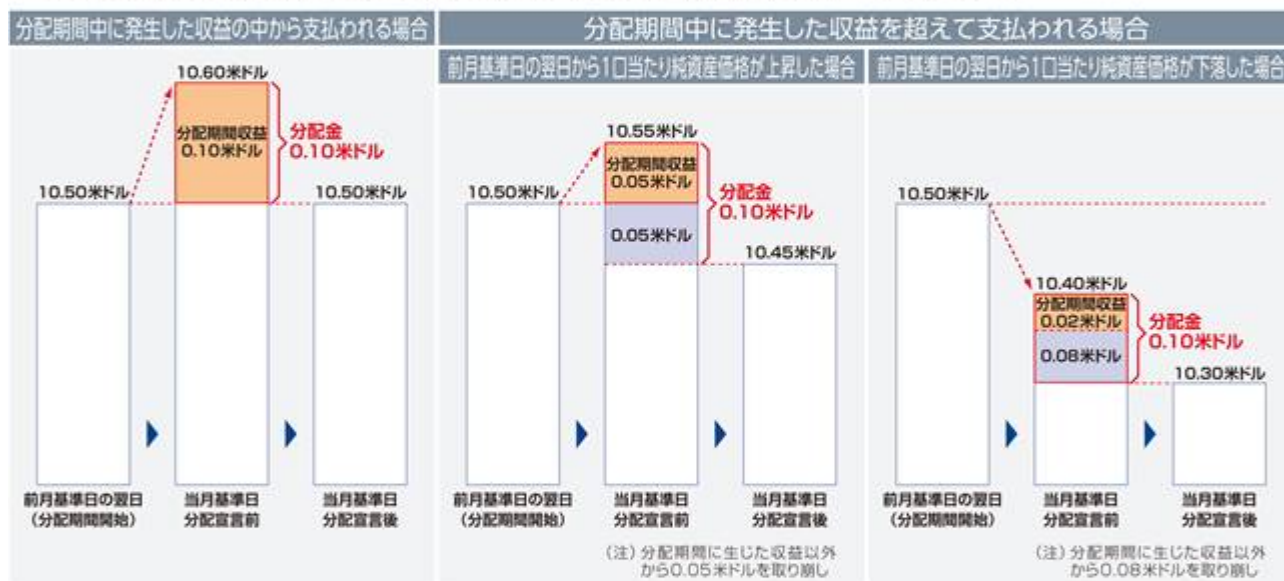 分配期間中に発生した収益の中から支払われる場合
10.60米ドル
分配期間収益
0.10米ドル
分配金
0.10米ドル
10.50米ドル
10.50米ドル
前月基準日の翌日
(分配期間開始)
当月基準日
分配宣言前
当月基準日
分配宣言後
分配期間中に発生した収益を超えて支払われる場合
前月基準日の翌日から1口当たり純資産価格が上昇した場合
10.55米ドル
分配期間収益
0.05米ドル
0.05米ドル
分配金
0.10米ドル
10.50米ドル
10.45米ドル
前月基準日の翌日
(分配期間開始)
当月基準日
分配宣言前
当月基準日
分配宣言後
(注)分配期間に生じた収益以外
から0.05米ドルを取り崩し
前月基準日の翌日から1口当たり純資産価格が下落した場合
10.50米ドル
10.40米ドル
分配期間収益
0.02米ドル
0.08米ドル
分配金
0.10米ドル
10.30米ドル
前月基準日の翌日
(分配期間開始)
当月基準日
分配宣言前
当月基準日
分配宣言後
(注)分配期間に生じた収益以外
から0.08米ドルを取り崩し